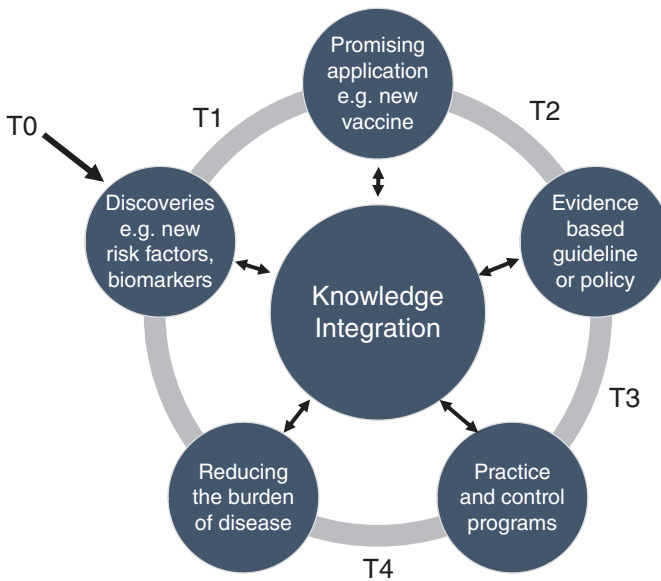 Promising
application
e.g. new
vaccine
T0
T1
T2
Discoveries
e.g. new
risk factors,
biomarkers
Evidence
based
guideline
or policy
Knowledge
Integration
T3
Reducing
the burden
of disease
Practice
and control
programs
T4